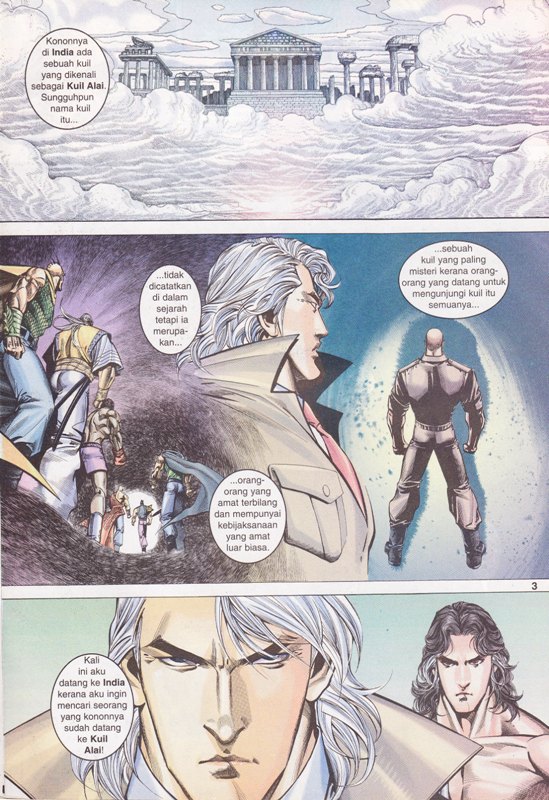 Kononnya
di India ada
sebuah kuil
yang dikenali
sebagai Kuil Alai.
Sungguhpun
nama kuil
itu...
...tidak
dicatatkan
di dalam
sejarah
tetapi ia
merupa-
kan...
...sebuah
kuil yang paling
misteri kerana orang-
orang yang datang untuk
mengunjungi kuil itu
semuanya...
...orang-
orang yang
amat terbilang
dan mempunyai
kebijaksanaan
yang amat
luar biasa.
3
Kali
ini aku
datang ke India
kerana aku ingin
mencari seorang
yang kononnya
sudah datang
ke Kuil
Alai!